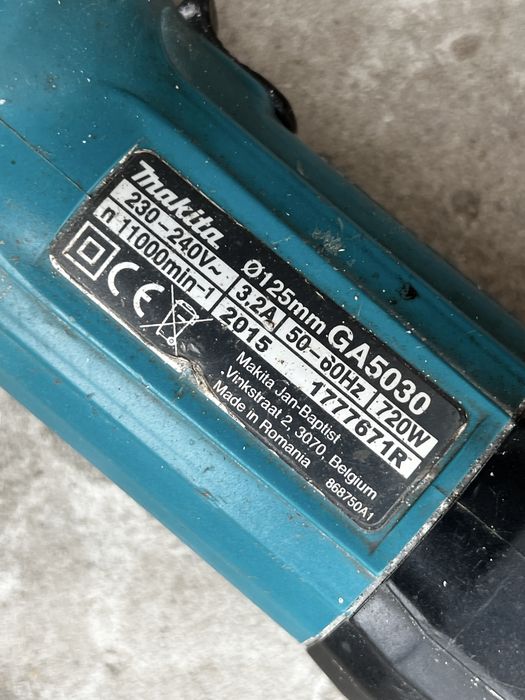 makita
Ø125mm GA5030
230-240V~ 3.2A 50-60Hz 720W
n 11000min⁻¹ 2015 1777671R
CE Makita Jan-Baptist
Vinkstraat 2, 3070, Belgium
Made in Romania 868750A1